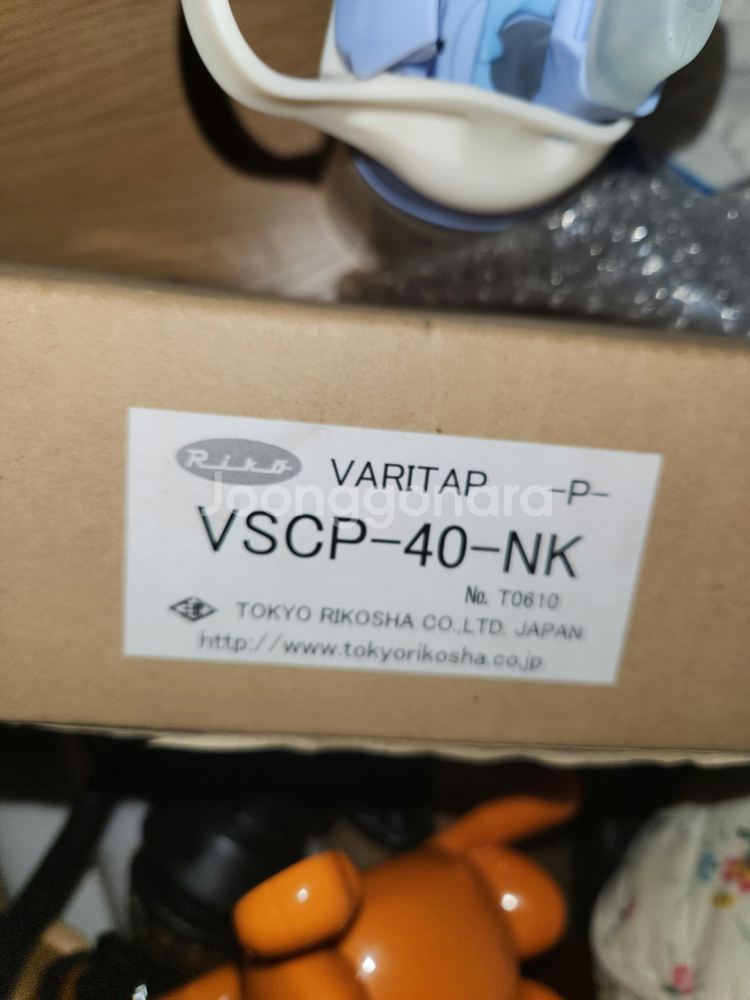 Riko VARITAP -P-
Joonggonara
VSCP-40-NK
No. T0610
TOKYO RIKOSHA CO.,LTD. JAPAN
http://www.tokyorikosha.co.jp